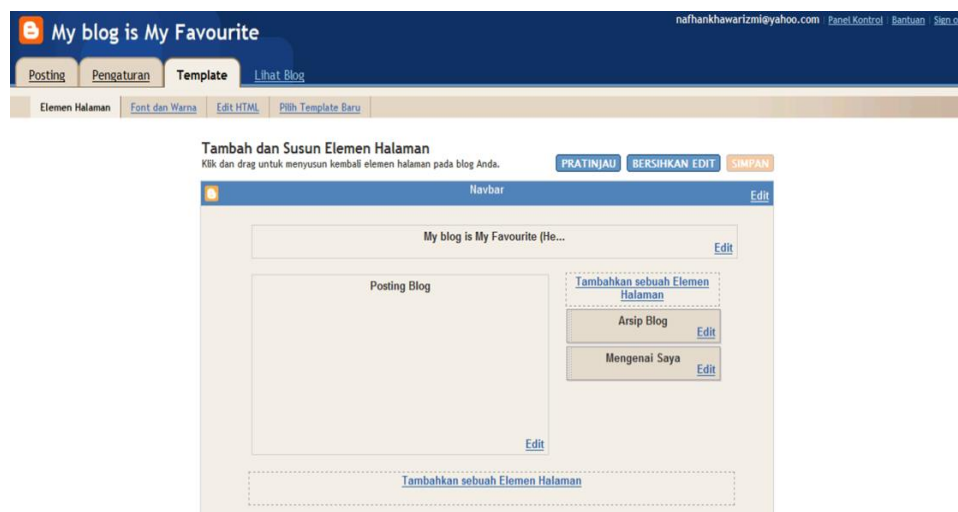 nafhankhawarizmi@yahoo.com | Panel Kontrol | Bantuan | Sign
My blog is My Favourite
Posting Pengaturan Template Lihat Blog
Elemen Halaman Font dan Warna Edit HTML Pilih Template Baru
Tambah dan Susun Elemen Halaman
Klik dan drag untuk menyusun kembali elemen halaman pada blog Anda.
PRATINJAU BERSIHKAN EDIT SIMPAN
Navbar
Edit
My blog is My Favourite (He...
Edit
Posting Blog
Edit
Tambahkan sebuah Elemen
Halaman
Arsip Blog
Edit
Mengenai Saya
Edit
Tambahkan sebuah Elemen Halaman